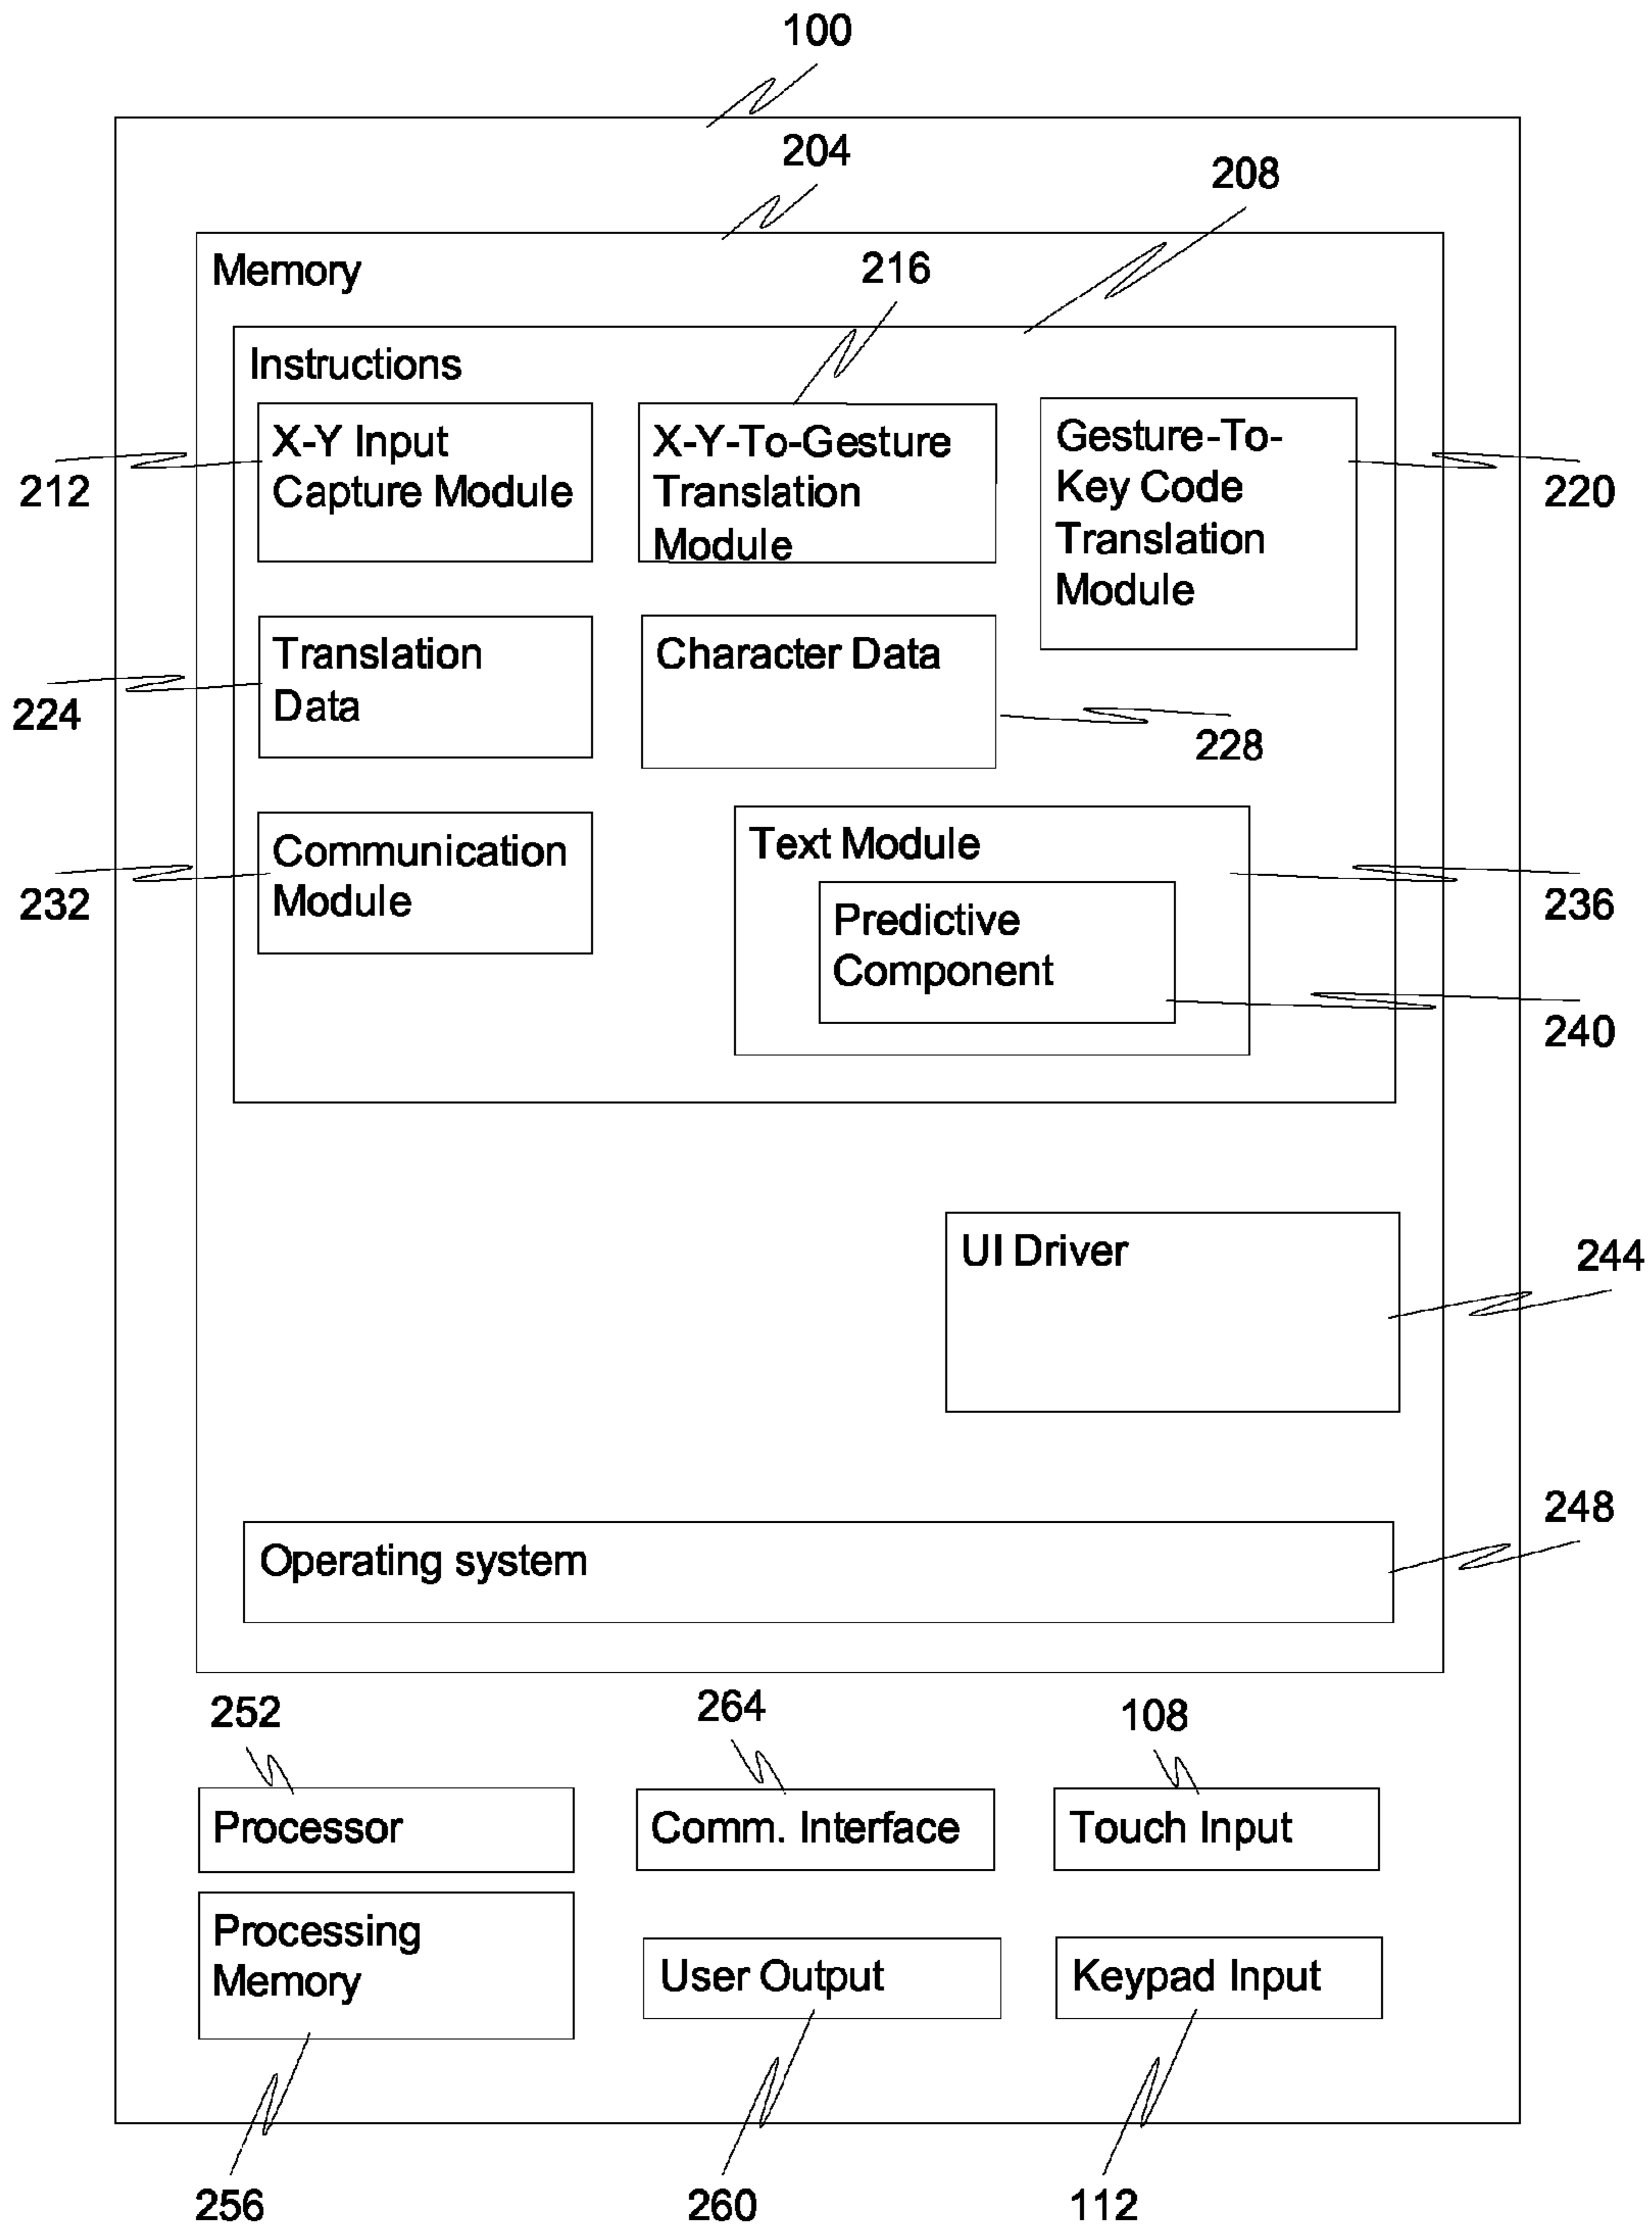 100
204
208
Memory
216
Instructions
X-Y Input
Capture Module
X-Y-To-Gesture
Translation
Module
Gesture-To-
Key Code
Translation
Module
212
220
Translation
Data
Character Data
224
228
Communication
Module
Text Module
232
236
Predictive
Component
240
UI Driver
244
248
Operating system
252
264
108
Processor
Comm. Interface
Touch Input
Processing
Memory
User Output
Keypad Input
256
260
112